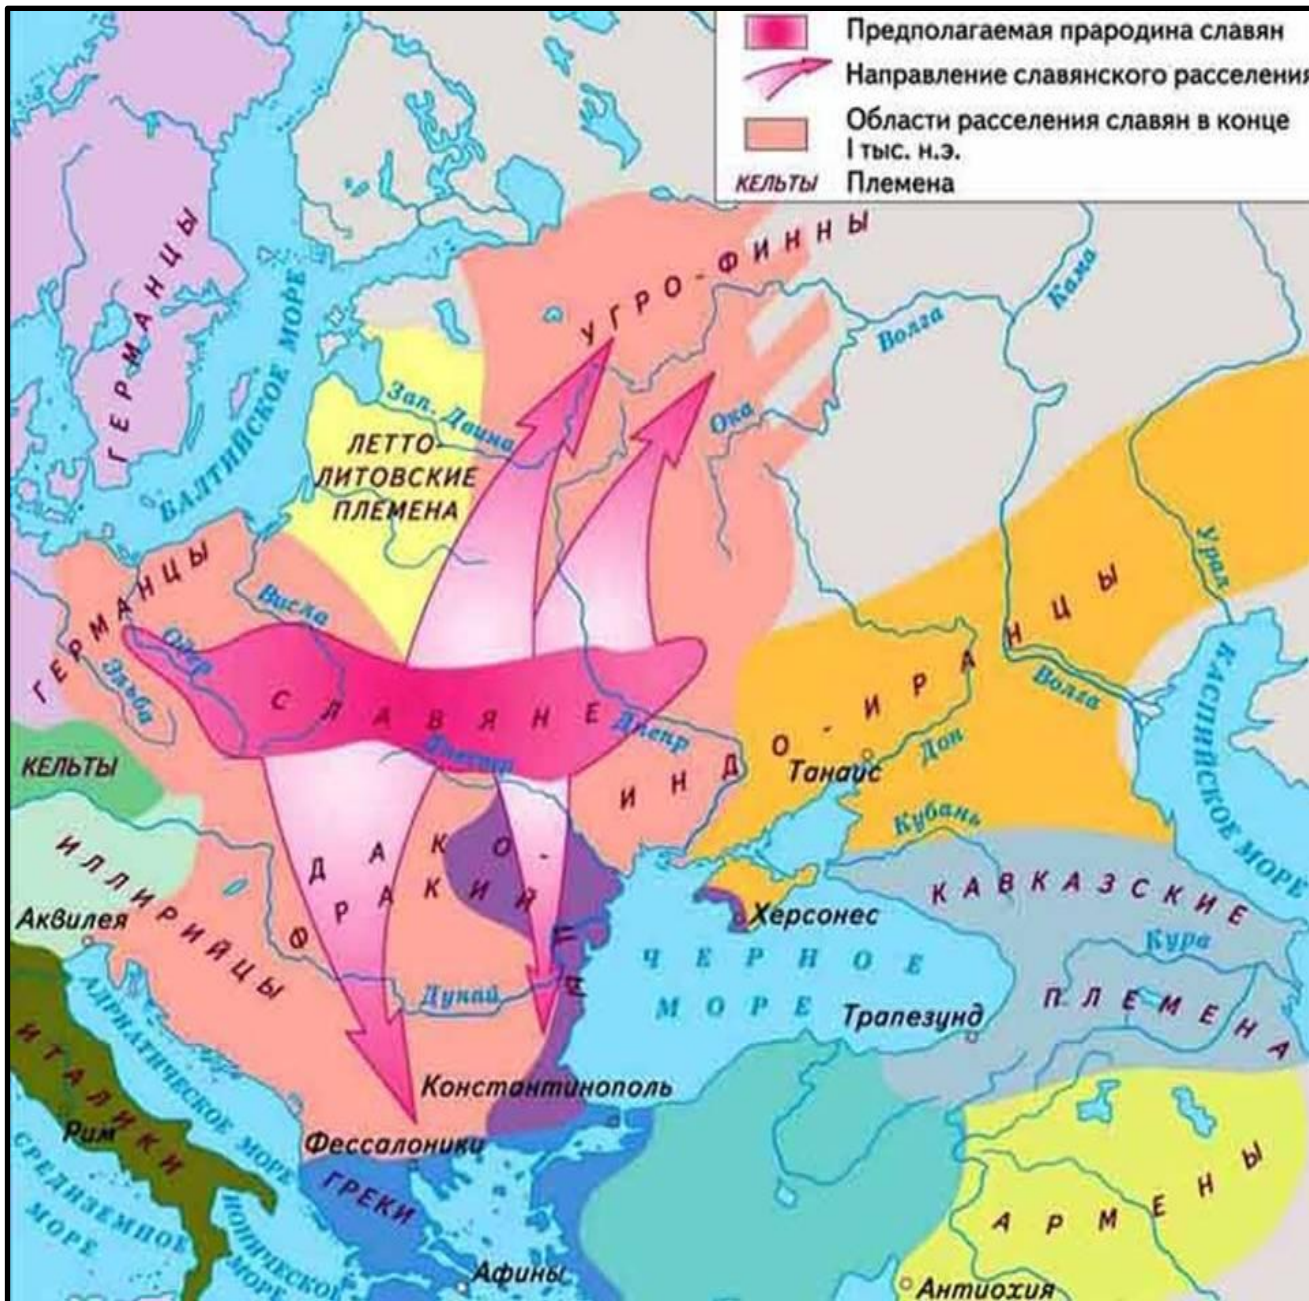 Предполагаемая прародина славян
Направление славянского расселения
Области расселения славян в конце
I тыс. н.э.
КЕЛЬТЫ Племена
ГЕРМАНЦЫ
БАЛТИЙСКОЕ МОРЕ
УГРО-ФИННЫ
Волга
Кама
Зап. Двина
Ока
ЛЕТТО-
ЛИТОВСКИЕ
ПЛЕМЕНА
Урал
ГЕРМАНЦЫ
Висла
Одер
Эльба
СЛАВЯНЕ
Днепр
Днестр
ИНДО-ИРАНЦЫ
Волга
Дон
Танаис
КАСПИЙСКОЕ МОРЕ
КЕЛЬТЫ
Кубань
ИЛЛИРИЙЦЫ
ДАКО-
ФРАКИЙЦЫ
КАВКАЗСКИЕ
ПЛЕМЕНА
Аквилея
Херсонес
Кура
ЧЕРНОЕ
МОРЕ
Дунай
Трапезунд
АДРИАТИЧЕСКОЕ МОРЕ
ИТАЛИКИ
Рим
Константинополь
Фессалоники
СРЕДИЗЕМНОЕ
МОРЕ
ИОНИЧЕСКОЕ
МОРЕ
ГРЕКИ
Афины
АРМЕНЫ
Антиохия